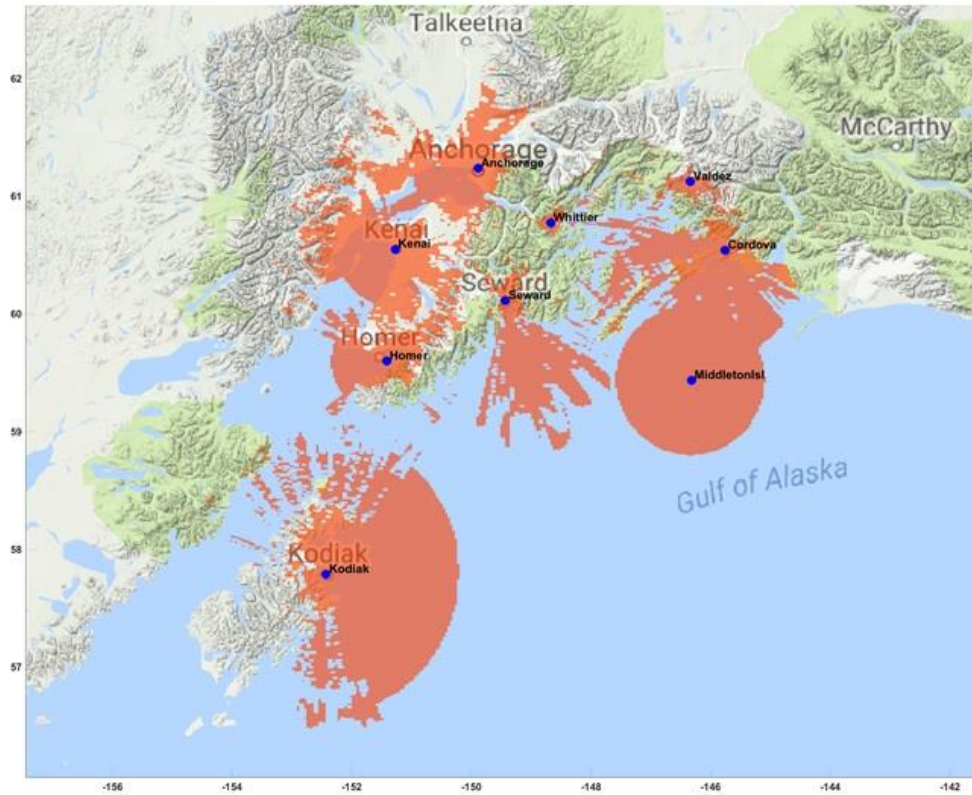 Talkeetna
62
McCarthy
Anchorage
Anchorage
Valdez
61
Whittier
Kenai
Kenai
Cordova
Seward
Seward
60
Homer
Homer
MiddletonIsl
59
Gulf of Alaska
58
Kodiak
Kodiak
57
-156
-154
-152
-150
-148
-146
-144
-142